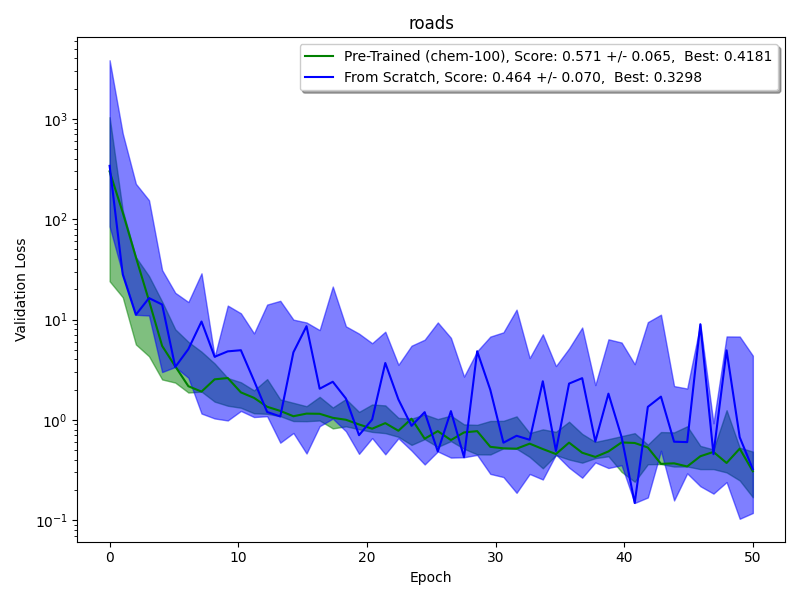 roads
Pre-Trained (chem-100), Score: 0.571 +/- 0.065,  Best: 0.4181
From Scratch, Score: 0.464 +/- 0.070,  Best: 0.3298
10³
10²
10¹
10⁰
10⁻¹
Validation Loss
0 10 20 30 40 50
Epoch